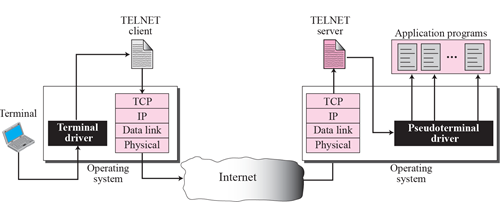 TELNET
client
TCP
IP
Data link
Physical
Terminal
Terminal
driver
Operating
system
Internet
TELNET
server
TCP
IP
Data link
Physical
Application programs
...
Pseudoterminal
driver
Operating
system